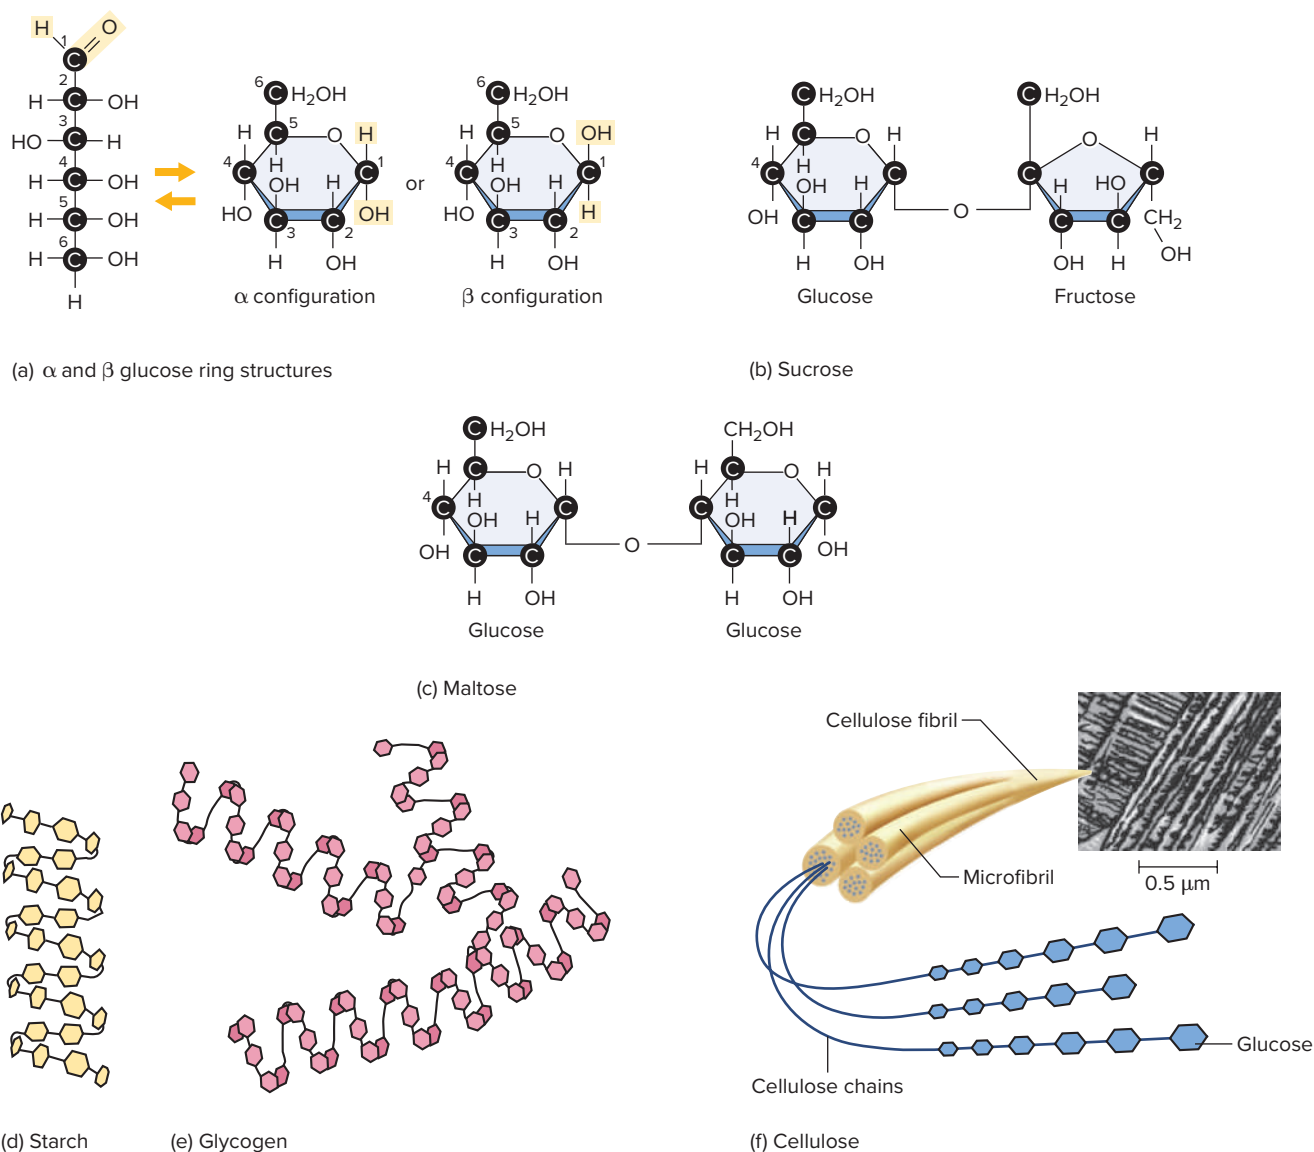 H O
1
C
2
H C OH
3
HO C H
4
H C OH
5
H C OH
6
H C OH
H
6
C H₂OH
H C 5 O H
4 C H C 1
OH H
HO C C OH
3 2
H OH
α configuration
or
6
C H₂OH
H C 5 O OH
4 C H C 1
OH H
HO C C H
3 2
H OH
β configuration
(a) α and β glucose ring structures
C H₂OH
H C O H
4 C H C
OH H
OH C C
H OH
Glucose
O
C H₂OH
O H
C C
H HO
C C CH₂
OH H OH
Fructose
(b) Sucrose
C H₂OH
H C O H
4 C H C
OH H
OH C C
H OH
Glucose
O
CH₂OH
H C O H
C H C
OH H
C C OH
H OH
Glucose
(c) Maltose
Cellulose fibril
Microfibril
0.5 µm
Glucose
Cellulose chains
(d) Starch
(e) Glycogen
(f) Cellulose